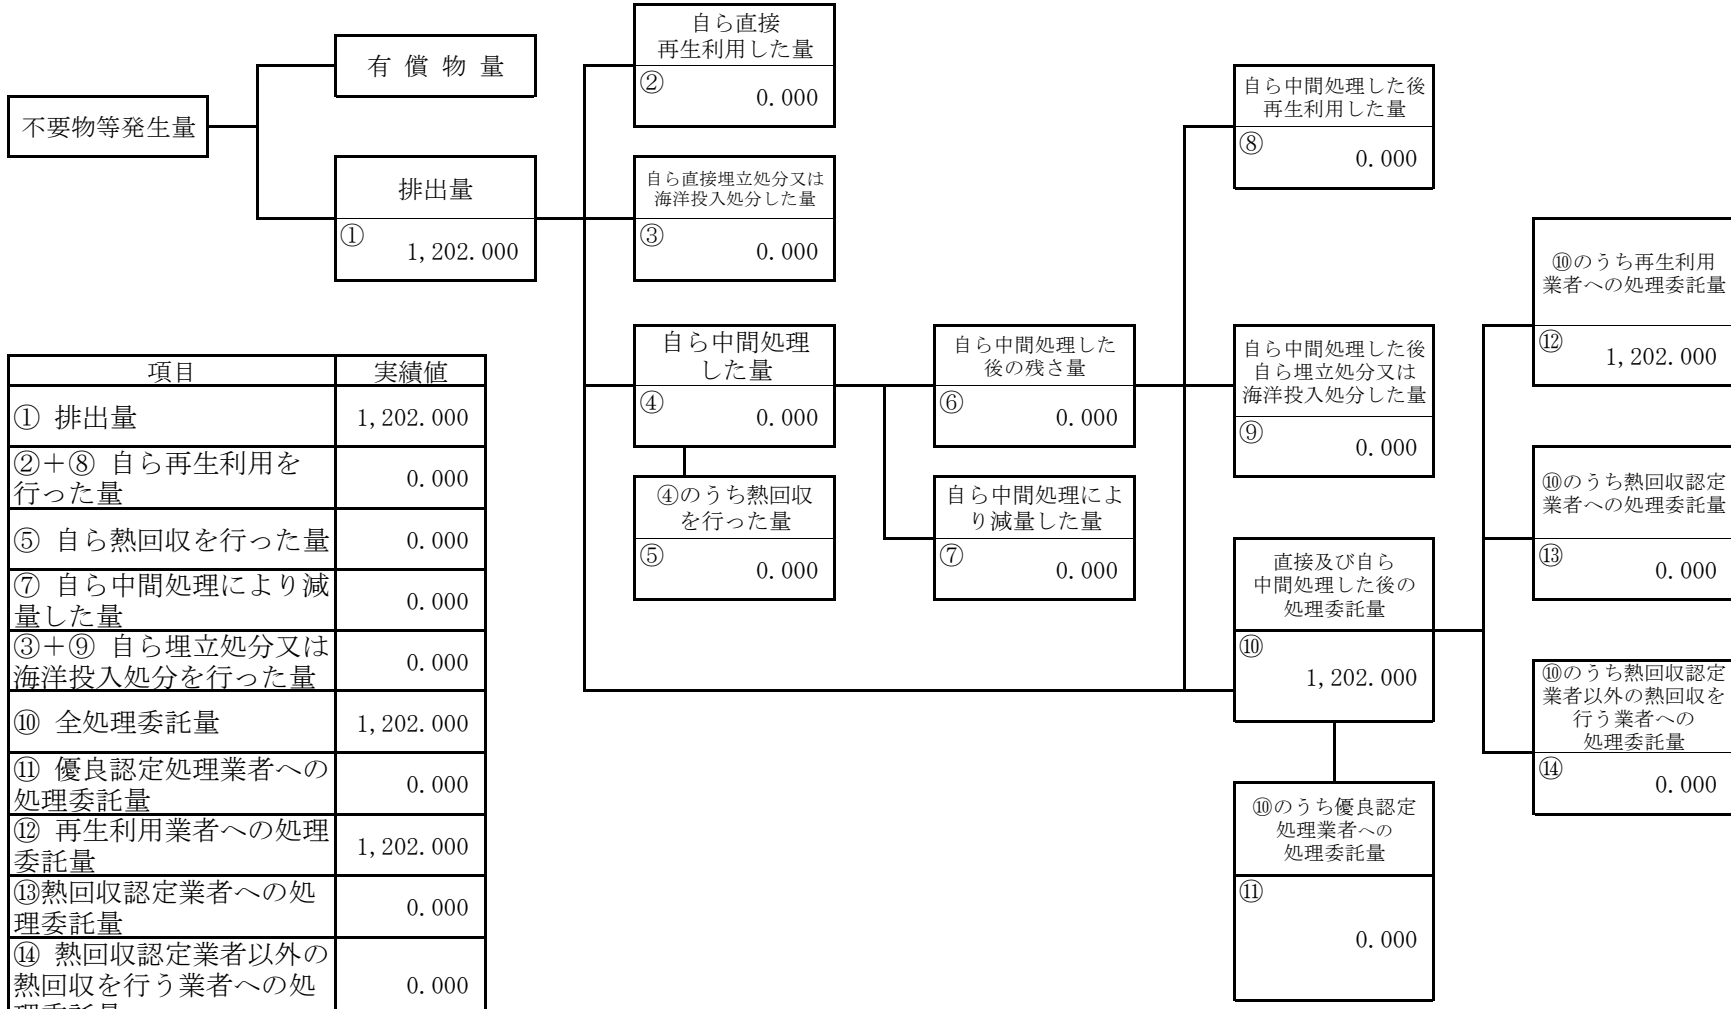 不要物等発生量
有 償 物 量
排出量
① 1,202.000
自ら直接
再生利用した量
② 0.000
自ら直接埋立処分又は
海洋投入処分した量
③ 0.000
自ら中間処理
した量
④ 0.000
④のうち熱回収
を行った量
⑤ 0.000
自ら中間処理した
後の残さ量
⑥ 0.000
自ら中間処理によ
り減量した量
⑦ 0.000
自ら中間処理した後
再生利用した量
⑧ 0.000
自ら中間処理した後
自ら埋立処分又は
海洋投入処分した量
⑨ 0.000
直接及び自ら
中間処理した後の
処理委託量
⑩ 1,202.000
⑩のうち優良認定
処理業者への
処理委託量
⑪ 0.000
⑩のうち再生利用
業者への処理委託量
⑫ 1,202.000
⑩のうち熱回収認定
業者への処理委託量
⑬ 0.000
⑩のうち熱回収認定
業者以外の熱回収を
行う業者への
処理委託量
⑭ 0.000
項目 実績値
① 排出量 1,202.000
②＋⑧ 自ら再生利用を
行った量 0.000
⑤ 自ら熱回収を行った量 0.000
⑦ 自ら中間処理により減
量した量 0.000
③＋⑨ 自ら埋立処分又は
海洋投入処分を行った量 0.000
⑩ 全処理委託量 1,202.000
⑪ 優良認定処理業者への
処理委託量 0.000
⑫ 再生利用業者への処理
委託量 1,202.000
⑬熱回収認定業者への処
理委託量 0.000
⑭ 熱回収認定業者以外の
熱回収を行う業者への処 0.000